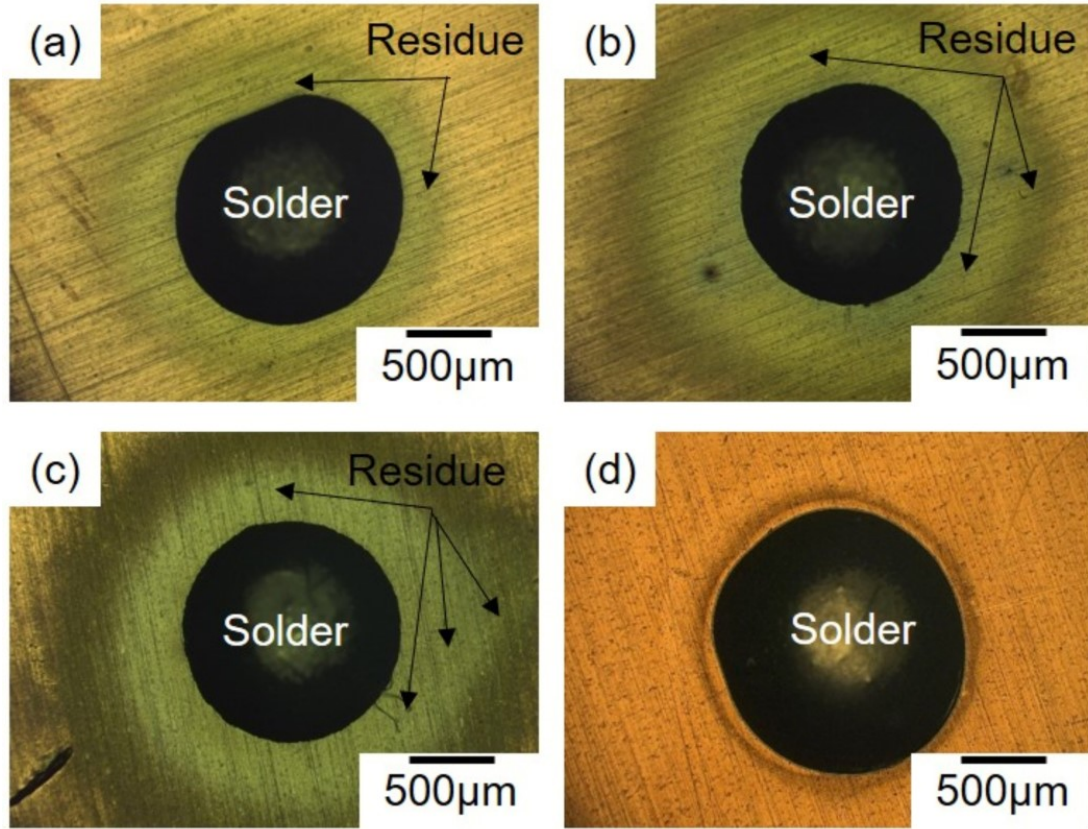 (a)
Residue
Solder
500μm
(b)
Residue
Solder
500μm
(c)
Residue
Solder
500μm
(d)
Solder
500μm